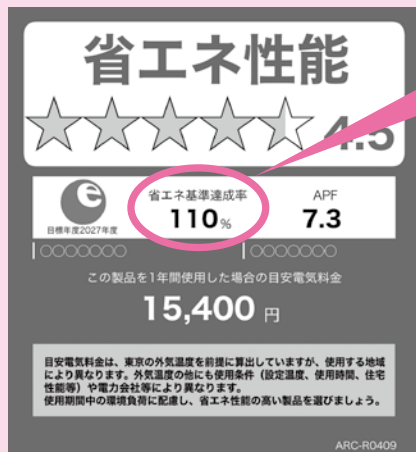 省エネ性能
4.5
e
省エネ基準達成率
110%
APF
7.3
目標年度2027年度
○○○○○○○
○○○○○○○
この製品を1年間使用した場合の目安電気料金
15,400 円
目安電気料金は、東京の外気温度を前提に算出していますが、使用する地域
により異なります。外気温度の他にも使用条件（設定温度、使用時間、住宅
性能等）や電力会社等により異なります。
使用期間中の環境負荷に配慮し、省エネ性能の高い製品を選びましょう。
ARC-R0409